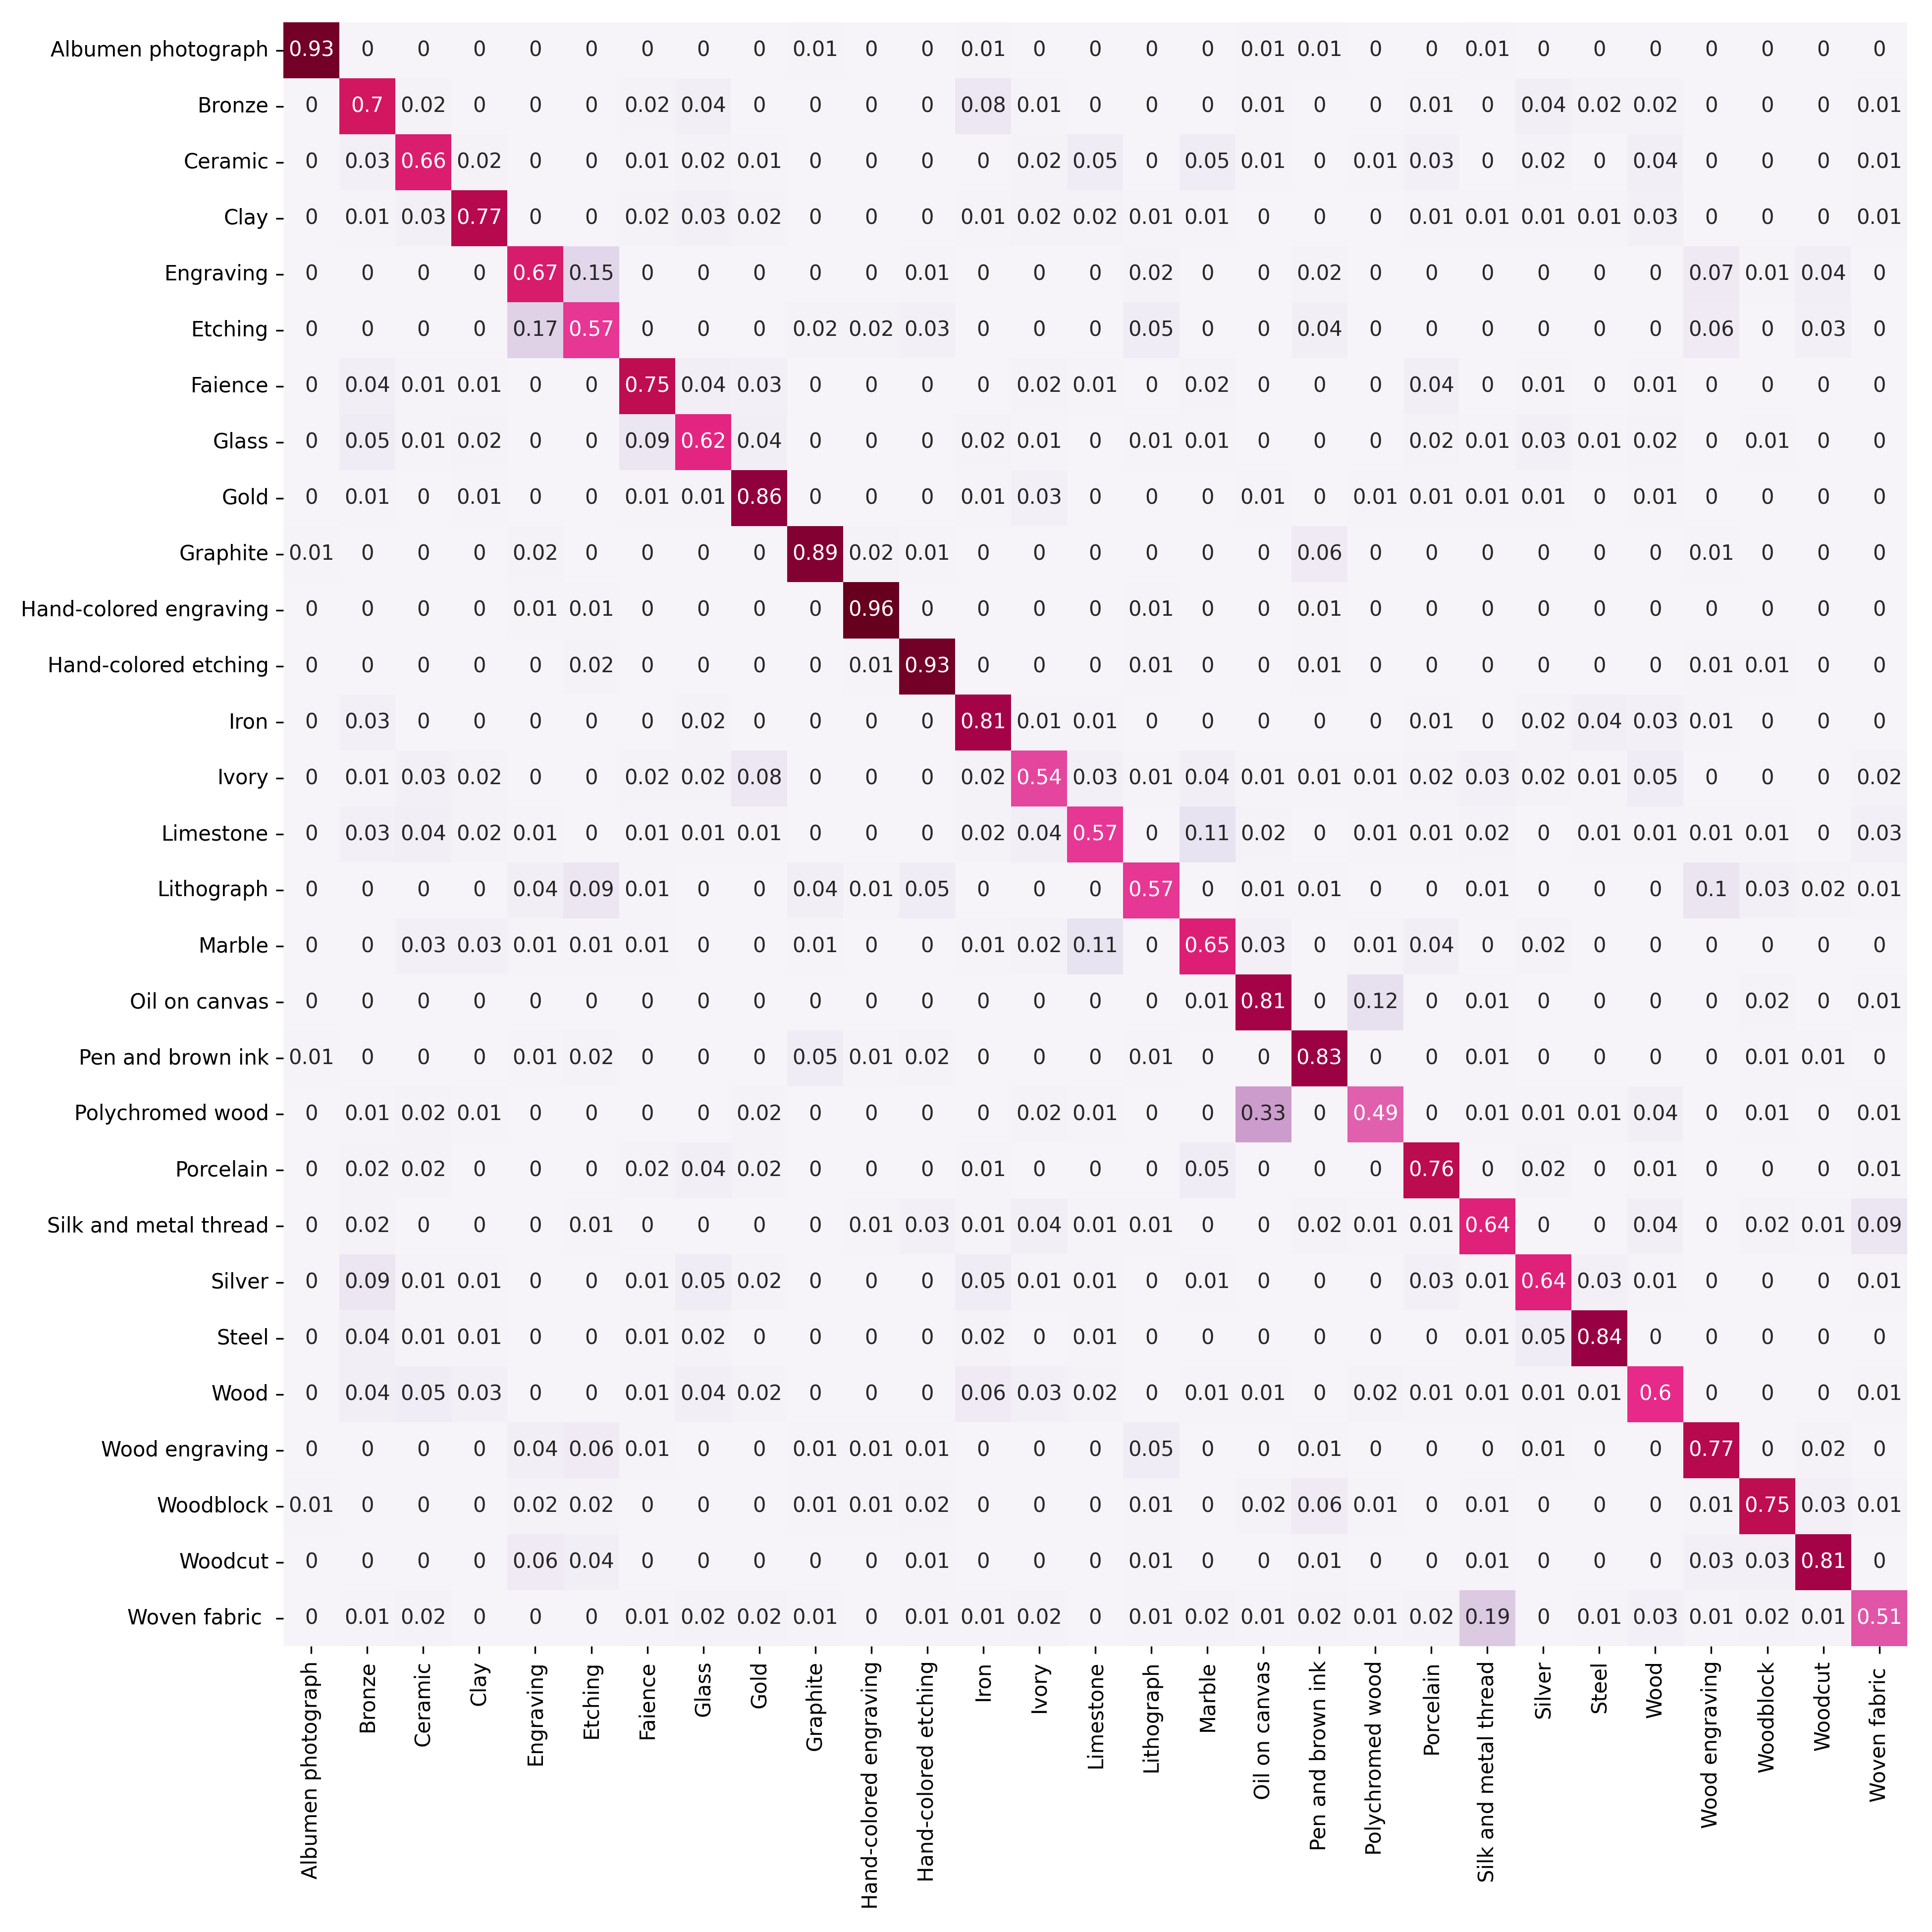 Albumen photograph 0.93 0 0 0 0 0 0 0 0 0.01 0 0 0.01 0 0 0 0 0.01 0.01 0 0 0.01 0 0 0 0 0 0 0
Bronze 0 0.7 0.02 0 0 0 0.02 0.04 0 0 0 0 0.08 0.01 0 0 0 0.01 0 0 0.01 0 0.04 0.02 0.02 0 0 0 0.01
Ceramic 0 0.03 0.66 0.02 0 0 0.01 0.02 0.01 0 0 0 0 0.02 0.05 0 0.05 0.01 0 0.01 0.03 0 0.02 0 0.04 0 0 0 0.01
Clay 0 0.01 0.03 0.77 0 0 0.02 0.03 0.02 0 0 0 0.01 0.02 0.02 0.01 0.01 0 0 0 0.01 0.01 0.01 0.01 0.03 0 0 0 0.01
Engraving 0 0 0 0 0.67 0.15 0 0 0 0 0 0.01 0 0 0 0.02 0 0 0.02 0 0 0 0 0 0 0.07 0.01 0.04 0
Etching 0 0 0 0 0.17 0.57 0 0 0 0.02 0.02 0.03 0 0 0 0.05 0 0 0.04 0 0 0 0 0 0 0.06 0 0.03 0
Faience 0 0.04 0.01 0.01 0 0 0.75 0.04 0.03 0 0 0 0 0.02 0.01 0 0.02 0 0 0 0.04 0 0.01 0 0.01 0 0 0 0
Glass 0 0.05 0.01 0.02 0 0 0.09 0.62 0.04 0 0 0 0.02 0.01 0 0.01 0.01 0 0 0 0.02 0.01 0.03 0.01 0.02 0 0.01 0 0
Gold 0 0.01 0 0.01 0 0 0.01 0.01 0.86 0 0 0 0.01 0.03 0 0 0 0.01 0 0.01 0.01 0.01 0.01 0 0.01 0 0 0 0
Graphite 0.01 0 0 0 0.02 0 0 0 0 0.89 0.02 0.01 0 0 0 0 0 0 0.06 0 0 0 0 0 0 0.01 0 0 0
Hand-colored engraving 0 0 0 0 0.01 0.01 0 0 0 0 0.96 0 0 0 0 0.01 0 0 0.01 0 0 0 0 0 0 0 0 0 0
Hand-colored etching 0 0 0 0 0 0.02 0 0 0 0 0.01 0.93 0 0 0 0.01 0 0 0.01 0 0 0 0 0 0 0.01 0.01 0 0
Iron 0 0.03 0 0 0 0 0 0.02 0 0 0 0 0.81 0.01 0.01 0 0 0 0 0 0.01 0 0.02 0.04 0.03 0.01 0 0 0
Ivory 0 0.01 0.03 0.02 0 0 0.02 0.02 0.08 0 0 0 0.02 0.54 0.03 0.01 0.04 0.01 0.01 0.01 0.02 0.03 0.02 0.01 0.05 0 0 0 0.02
Limestone 0 0.03 0.04 0.02 0.01 0 0.01 0.01 0.01 0 0 0 0.02 0.04 0.57 0 0.11 0.02 0 0.01 0.01 0.02 0 0.01 0.01 0.01 0.01 0 0.03
Lithograph 0 0 0 0 0.04 0.09 0.01 0 0 0.04 0.01 0.05 0 0 0 0.57 0 0.01 0.01 0 0 0.01 0 0 0 0.1 0.03 0.02 0.01
Marble 0 0 0.03 0.03 0.01 0.01 0.01 0 0 0.01 0 0 0.01 0.02 0.11 0 0.65 0.03 0 0.01 0.04 0 0.02 0 0 0 0 0 0
Oil on canvas 0 0 0 0 0 0 0 0 0 0 0 0 0 0 0 0 0.01 0.81 0 0.12 0 0.01 0 0 0 0 0.02 0 0.01
Pen and brown ink 0.01 0 0 0 0.01 0.02 0 0 0 0.05 0.01 0.02 0 0 0 0.01 0 0 0.83 0 0 0.01 0 0 0 0 0.01 0.01 0
Polychromed wood 0 0.01 0.02 0.01 0 0 0 0 0.02 0 0 0 0 0.02 0.01 0 0 0.33 0 0.49 0 0.01 0.01 0.01 0.04 0 0.01 0 0.01
Porcelain 0 0.02 0.02 0 0 0 0.02 0.04 0.02 0 0 0 0.01 0 0 0 0.05 0 0 0 0.76 0 0.02 0 0.01 0 0 0 0.01
Silk and metal thread 0 0.02 0 0 0 0.01 0 0 0 0 0.01 0.03 0.01 0.04 0.01 0.01 0 0 0.02 0.01 0.01 0.64 0 0 0.04 0 0.02 0.01 0.09
Silver 0 0.09 0.01 0.01 0 0 0.01 0.05 0.02 0 0 0 0.05 0.01 0.01 0 0.01 0 0 0 0.03 0.01 0.64 0.03 0.01 0 0 0 0.01
Steel 0 0.04 0.01 0.01 0 0 0.01 0.02 0 0 0 0 0.02 0 0.01 0 0 0 0 0 0 0.01 0.05 0.84 0 0 0 0 0
Wood 0 0.04 0.05 0.03 0 0 0.01 0.04 0.02 0 0 0 0.06 0.03 0.02 0 0.01 0.01 0 0.02 0.01 0.01 0.01 0.01 0.6 0 0 0 0.01
Wood engraving 0 0 0 0 0.04 0.06 0.01 0 0 0.01 0.01 0.01 0 0 0 0.05 0 0 0.01 0 0 0 0.01 0 0 0.77 0 0.02 0
Woodblock 0.01 0 0 0 0.02 0.02 0 0 0 0.01 0.01 0.02 0 0 0 0.01 0 0.02 0.06 0.01 0 0.01 0 0 0 0.01 0.75 0.03 0.01
Woodcut 0 0 0 0 0.06 0.04 0 0 0 0 0 0.01 0 0 0 0.01 0 0 0.01 0 0 0.01 0 0 0 0.03 0.03 0.81 0
Woven fabric 0 0.01 0.02 0 0 0 0.01 0.02 0.02 0.01 0 0.01 0.01 0.02 0 0.01 0.02 0.01 0.02 0.01 0.02 0.19 0 0.01 0.03 0.01 0.02 0.01 0.51
Albumen photograph
Bronze
Ceramic
Clay
Engraving
Etching
Faience
Glass
Gold
Graphite
Hand-colored engraving
Hand-colored etching
Iron
Ivory
Limestone
Lithograph
Marble
Oil on canvas
Pen and brown ink
Polychromed wood
Porcelain
Silk and metal thread
Silver
Steel
Wood
Wood engraving
Woodblock
Woodcut
Woven fabric